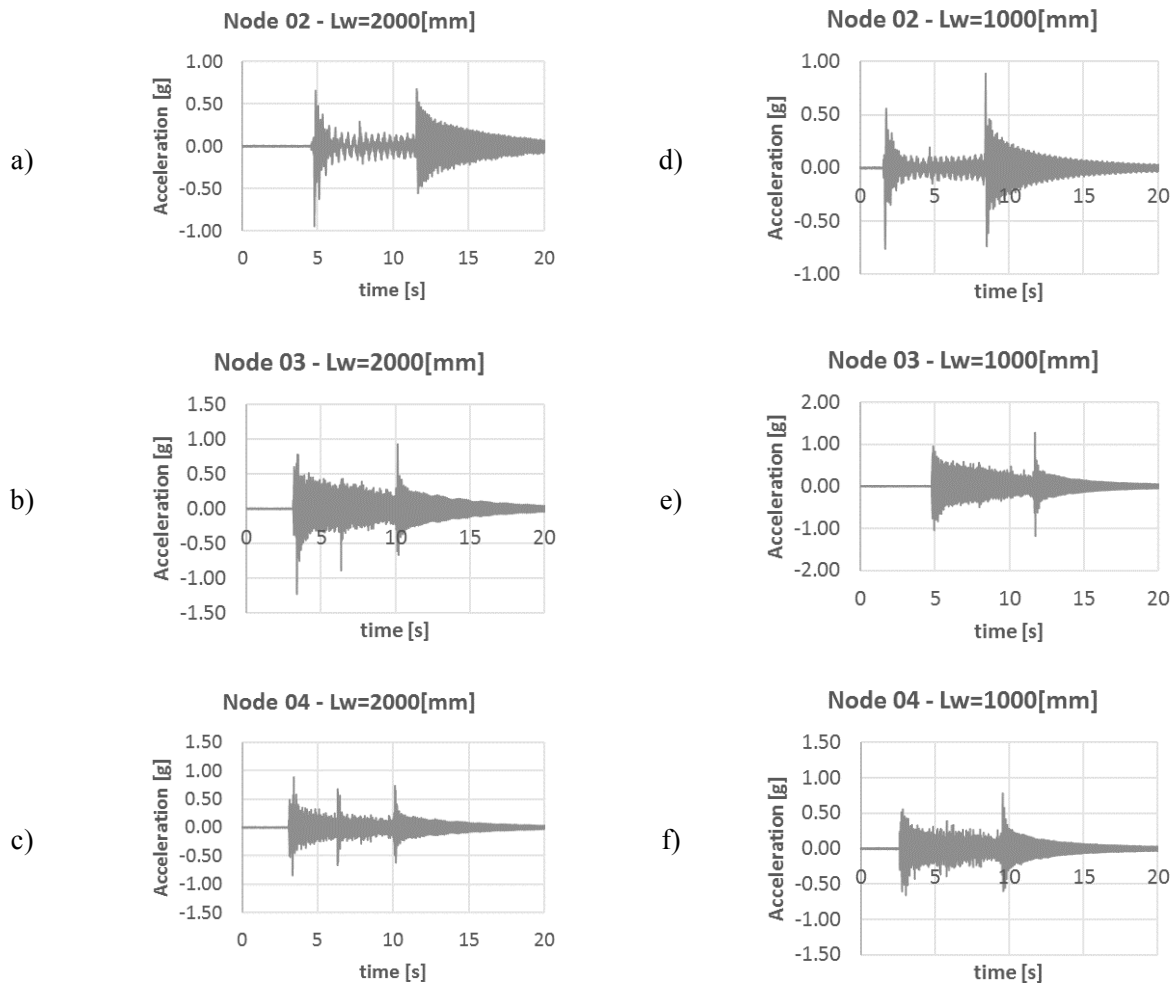 Node 02 - Lw=2000[mm]
1.00
0.50
0.00
-0.50
-1.00
0 5 10 15 20
Acceleration [g]
time [s]
a)
Node 02 - Lw=1000[mm]
1.00
0.50
0.00
-0.50
-1.00
0 5 10 15 20
Acceleration [g]
time [s]
d)
Node 03 - Lw=2000[mm]
1.50
1.00
0.50
0.00
-0.50
-1.00
-1.50
0 5 10 15 20
Acceleration [g]
time [s]
b)
Node 03 - Lw=1000[mm]
2.00
1.00
0.00
-1.00
-2.00
0 5 10 15 20
Acceleration [g]
time [s]
e)
Node 04 - Lw=2000[mm]
1.50
1.00
0.50
0.00
-0.50
-1.00
-1.50
0 5 10 15 20
Acceleration [g]
time [s]
c)
Node 04 - Lw=1000[mm]
1.50
1.00
0.50
0.00
-0.50
-1.00
-1.50
0 5 10 15 20
Acceleration [g]
time [s]
f)